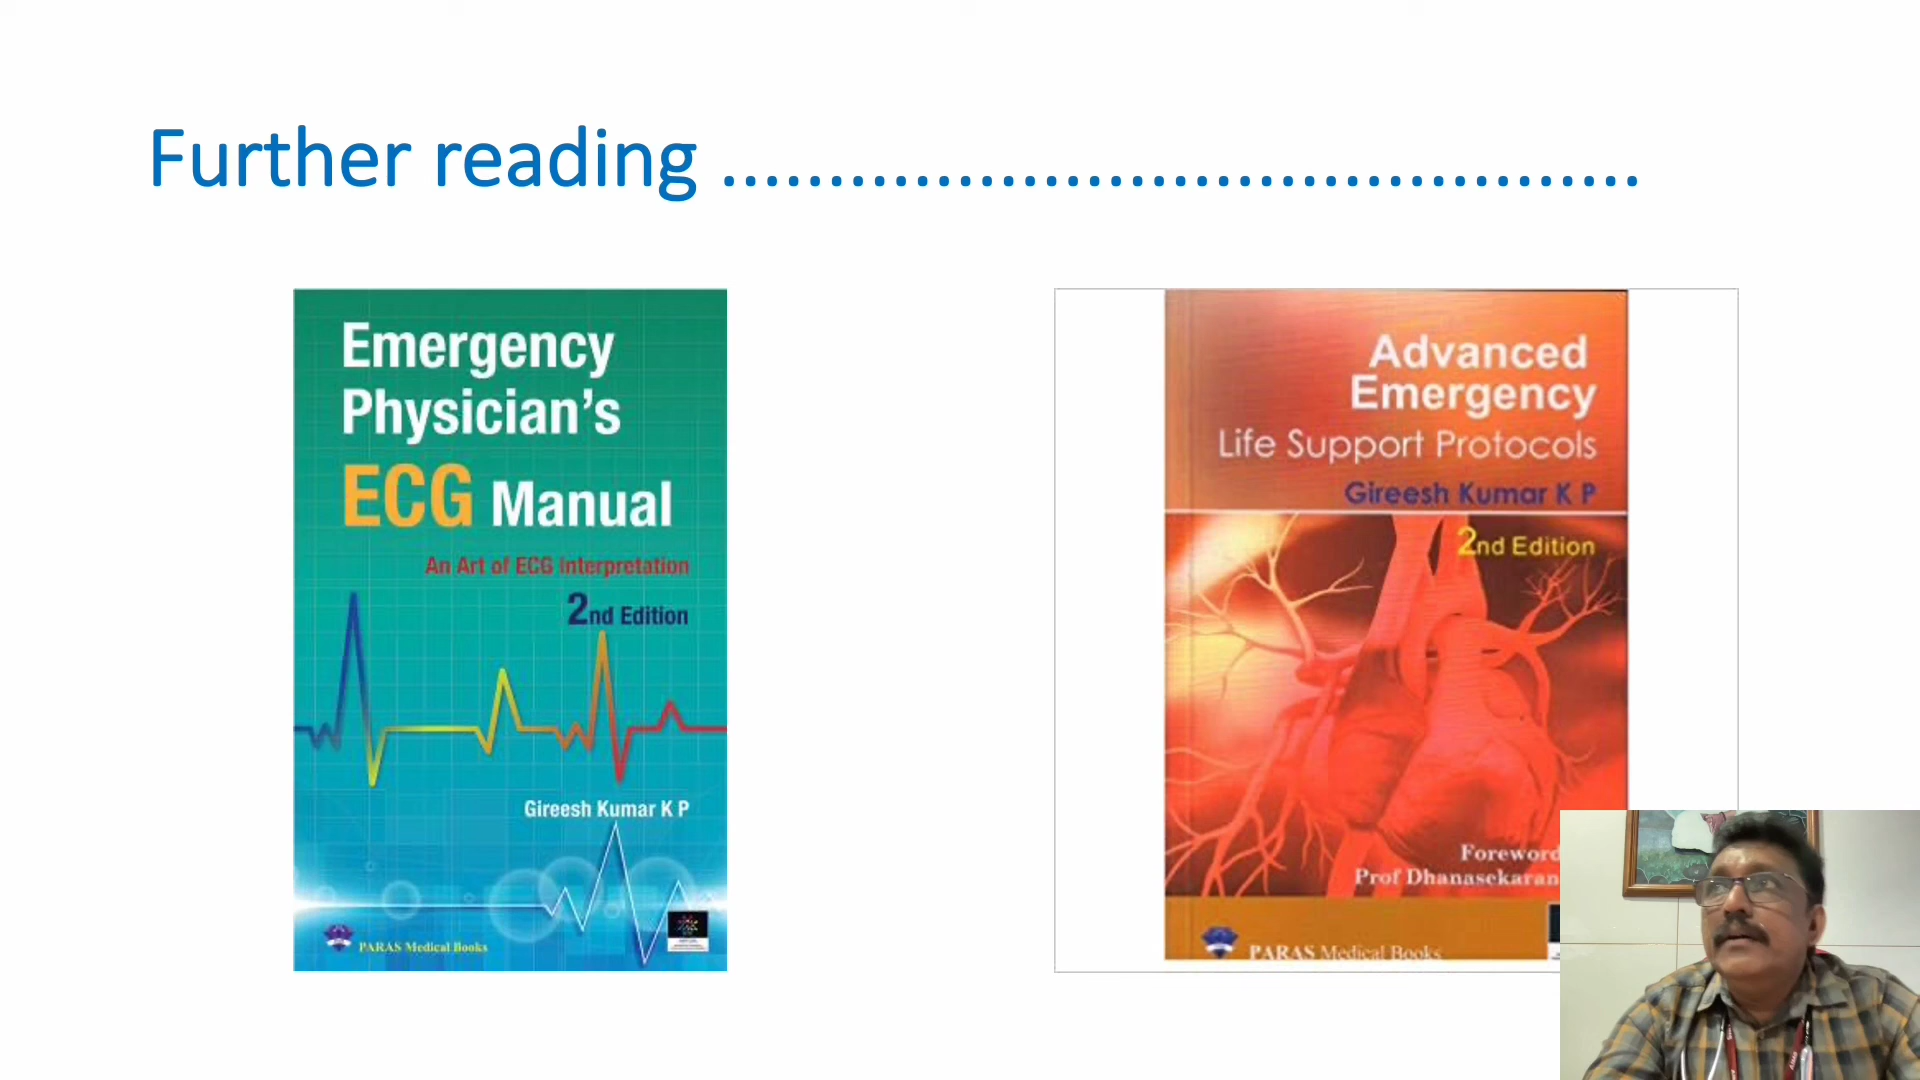 Further reading ...........................................
Emergency
Physician's
ECG Manual
An Art of ECG Interpretation
2nd Edition
Gireesh Kumar K P
PARAS Medical Books
Advanced
Emergency
Life Support Protocols
Gireesh Kumar K P
2nd Edition
Foreword
Prof Dhanasekaran
PARAS Medical Books